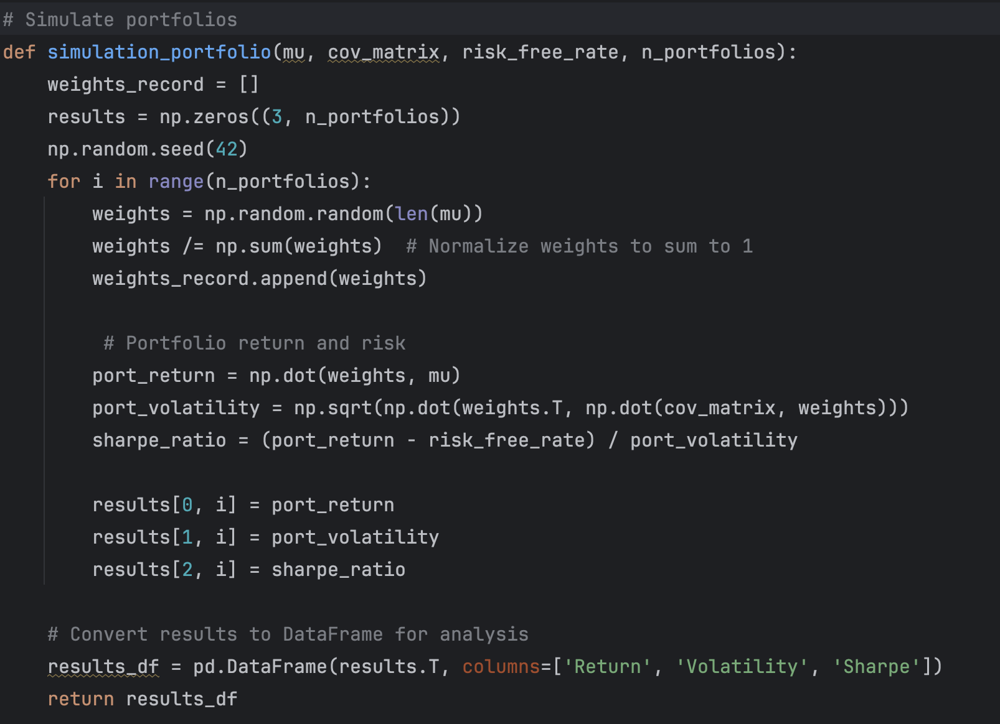 # Simulate portfolios
def simulation_portfolio(mu, cov_matrix, risk_free_rate, n_portfolios):
    weights_record = []
    results = np.zeros((3, n_portfolios))
    np.random.seed(42)
    for i in range(n_portfolios):
        weights = np.random.random(len(mu))
        weights /= np.sum(weights)  # Normalize weights to sum to 1
        weights_record.append(weights)

         # Portfolio return and risk
        port_return = np.dot(weights, mu)
        port_volatility = np.sqrt(np.dot(weights.T, np.dot(cov_matrix, weights)))
        sharpe_ratio = (port_return - risk_free_rate) / port_volatility

        results[0, i] = port_return
        results[1, i] = port_volatility
        results[2, i] = sharpe_ratio

    # Convert results to DataFrame for analysis
    results_df = pd.DataFrame(results.T, columns=['Return', 'Volatility', 'Sharpe'])
    return results_df